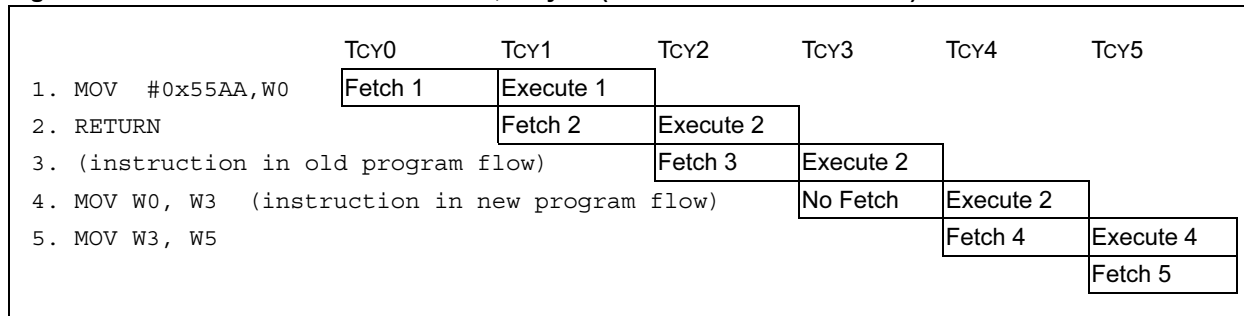 TCY0 TCY1 TCY2 TCY3 TCY4 TCY5
1. MOV #0x55AA,W0 Fetch 1 Execute 1
2. RETURN Fetch 2 Execute 2
3. (instruction in old program flow) Fetch 3 Execute 2
4. MOV W0, W3 (instruction in new program flow) No Fetch Execute 2
5. MOV W3, W5 Fetch 4 Execute 4
Fetch 5